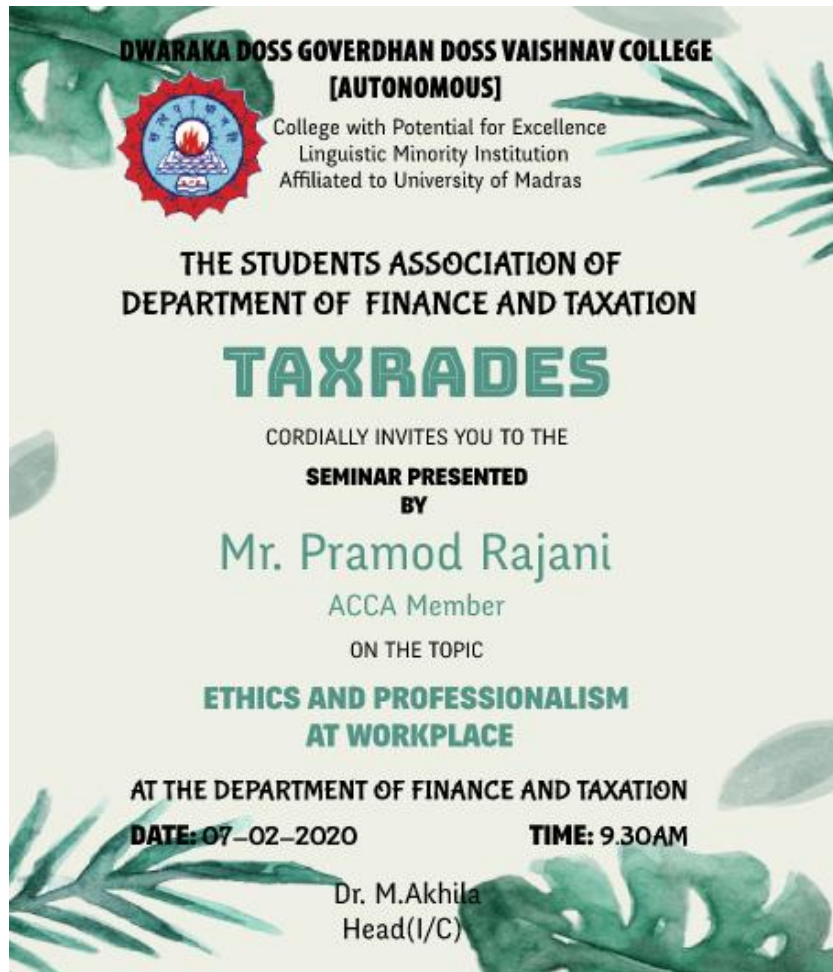 DWARAKA DOSS GOVERDHAN DOSS VAISHNAV COLLEGE
[AUTONOMOUS]
College with Potential for Excellence
Linguistic Minority Institution
Affiliated to University of Madras
THE STUDENTS ASSOCIATION OF
DEPARTMENT OF FINANCE AND TAXATION
TAXRADES
CORDIALLY INVITES YOU TO THE
SEMINAR PRESENTED
BY
Mr. Pramod Rajani
ACCA Member
ON THE TOPIC
ETHICS AND PROFESSIONALISM
AT WORKPLACE
AT THE DEPARTMENT OF FINANCE AND TAXATION
DATE: 07-02-2020 TIME: 9.30AM
Dr. M.Akhila
Head(I/C)